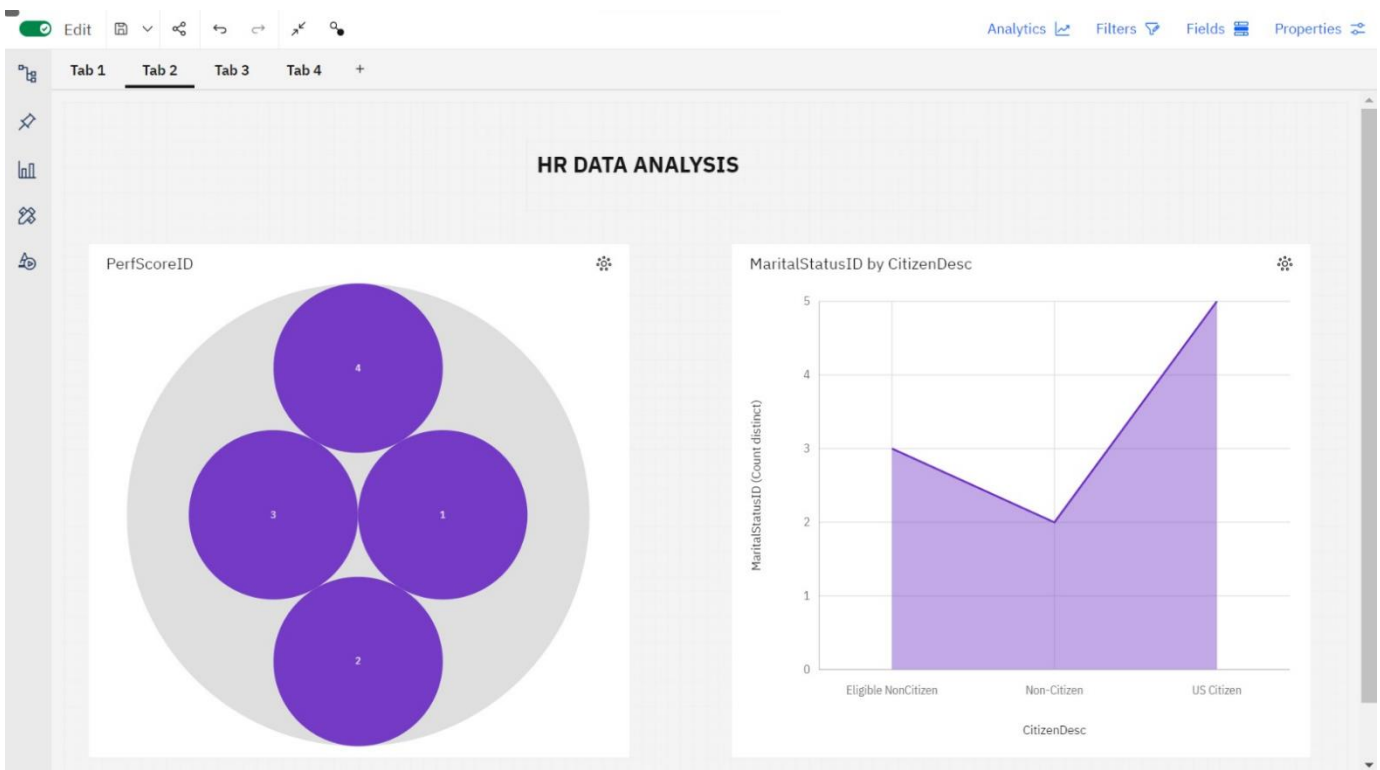 Edit
Analytics Filters Fields Properties
Tab 1 Tab 2 Tab 3 Tab 4 +
HR DATA ANALYSIS
PerfScoreID
4
3 1
2
MaritalStatusID by CitizenDesc
MaritalStatusID (Count distinct)
5
4
3
2
1
0
Eligible NonCitizen Non-Citizen US Citizen
CitizenDesc